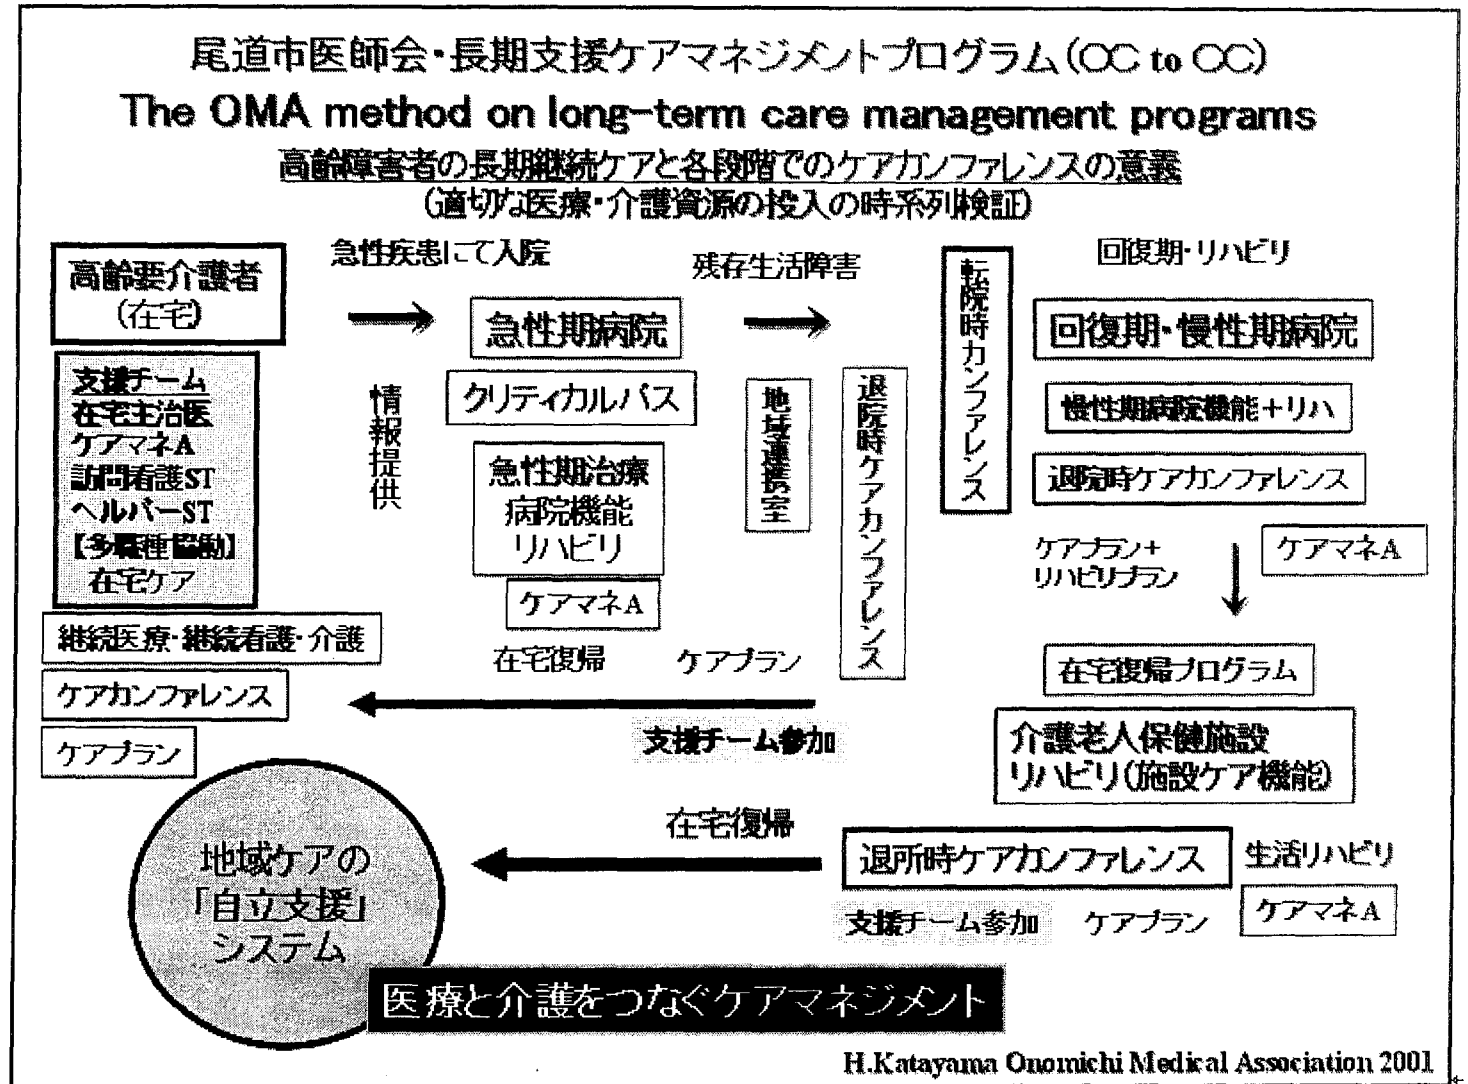 尾道市医師会・長期支援ケアマネジメントプログラム(CC to CC)
The OMA method on long-term care management programs
高齢障害者の長期継続ケアと各段階でのケアカンファレンスの意義
(適切な医療・介護資源の投入の時系列検証)
高齢要介護者
(在宅)
支援チーム
在宅主治医
ケアマネA
訪問看護ST
ヘルパーST
【多職種協働】
在宅ケア
継続医療・継続看護・介護
ケアカンファレンス
ケアプラン
急性疾患にて入院
情報提供
急性期病院
クリティカルパス
急性期治療
病院機能
リハビリ
ケアマネA
残存生活障害
地域連携室
退院時ケアカンファレンス
在宅復帰
ケアプラン
支援チーム参加
転院時カンファレンス
回復期・リハビリ
回復期・慢性期病院
慢性期病院機能+リハ
退院時ケアカンファレンス
ケアプラン+
リハビリプラン
ケアマネA
在宅復帰プログラム
介護老人保健施設
リハビリ(施設ケア機能)
在宅復帰
退所時ケアカンファレンス
生活リハビリ
支援チーム参加
ケアプラン
ケアマネA
地域ケアの
「自立支援」
システム
医療と介護をつなぐケアマネジメント
H.Katayama Onomichi Medical Association 2001